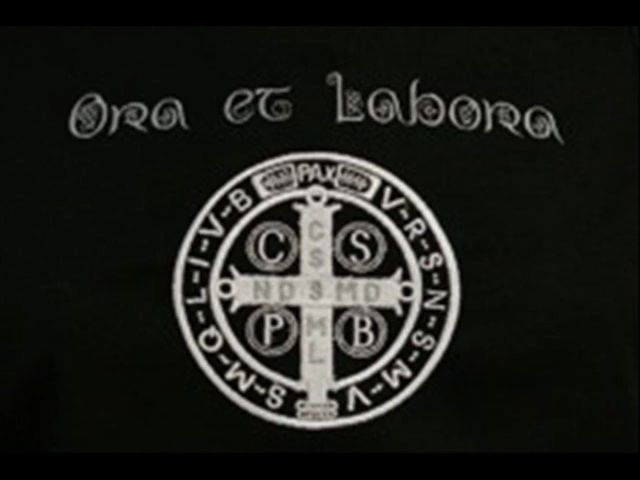 Ora et Labora
PAX
V-R-S-N-S-M-V
S-M-Q-L-I-V-B
C S
P B
C S S M L
N D S M D